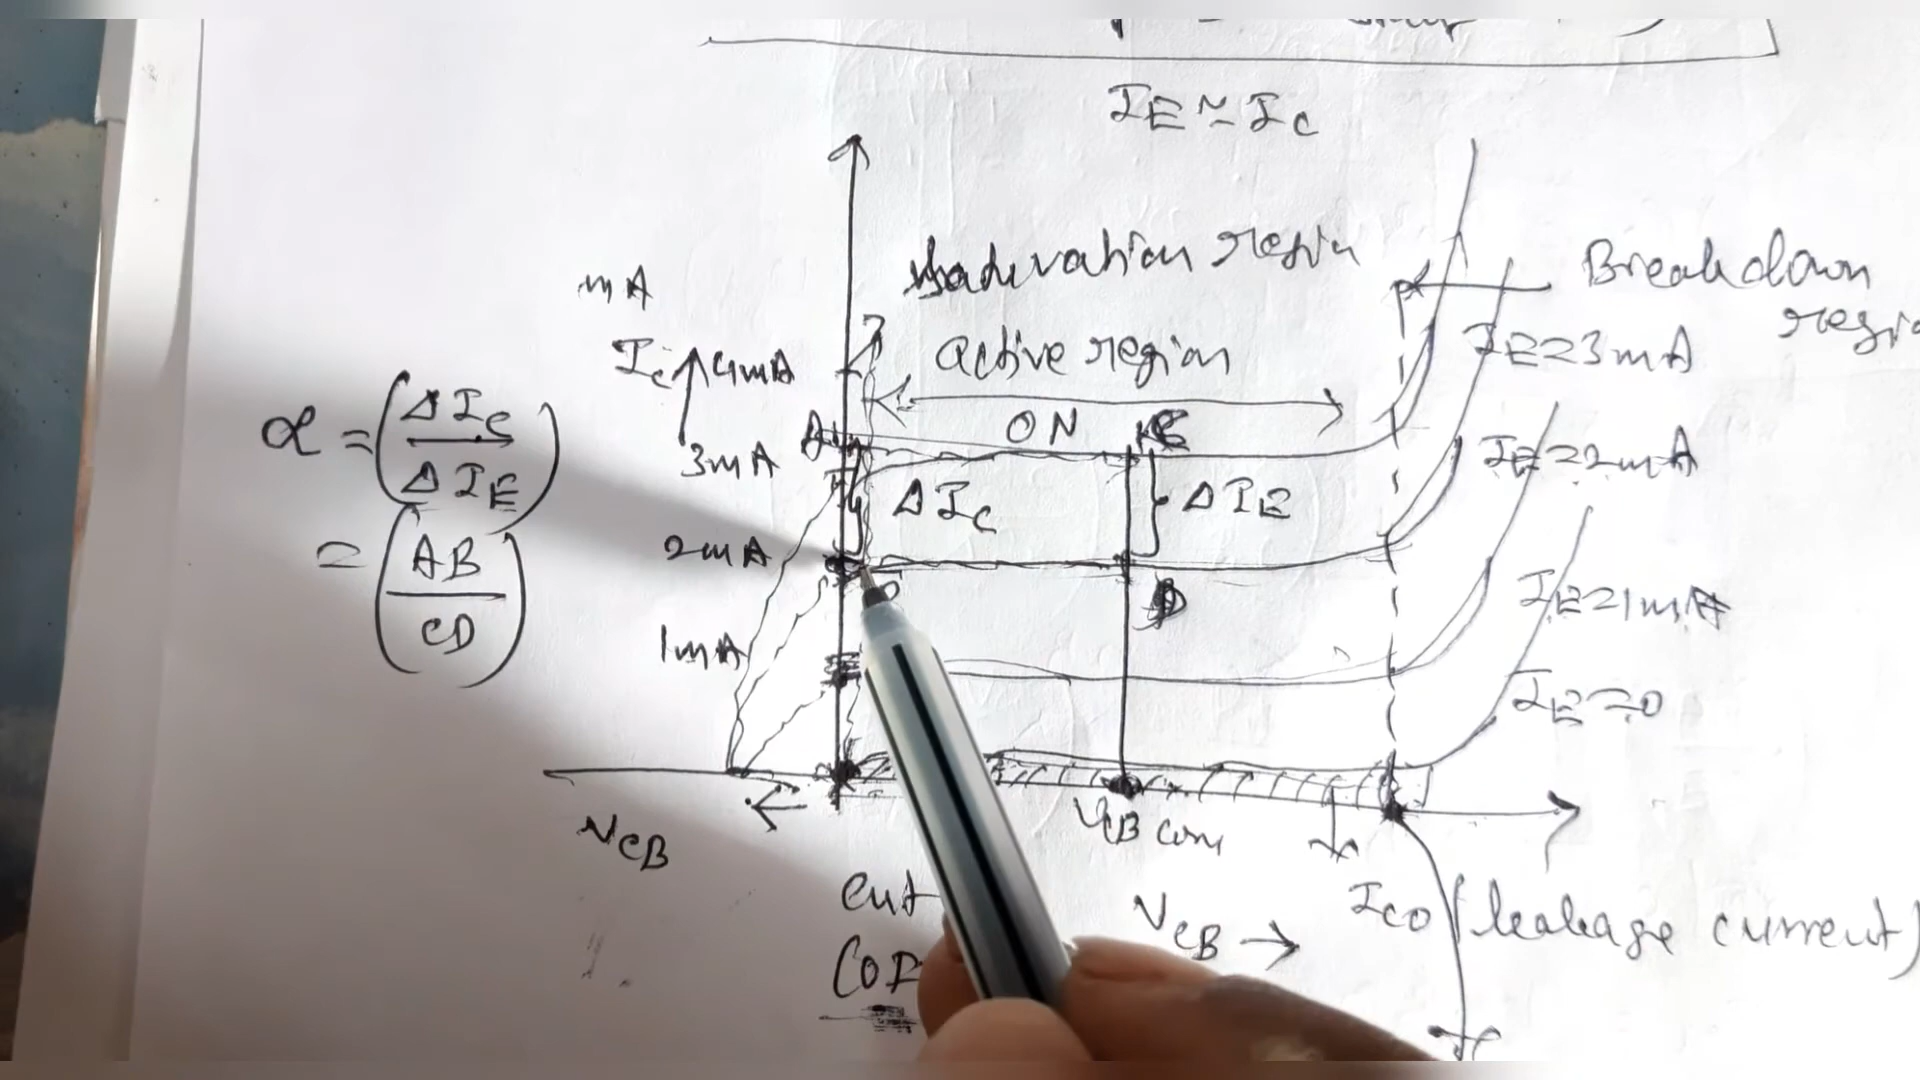 IE ≃ IC
saturation region
mA
Breakdown
region
IC ↑ 4mA
active region
IE = 3mA
α = (ΔIC / ΔIE)
A
ON
C
3mA
IE = 2mA
ΔIC
ΔIE
= (AB / CD)
2mA
D
IE = 1mA
1mA
IE = 0
VCB
VCB
cut
VCB →
ICO (leakage current)